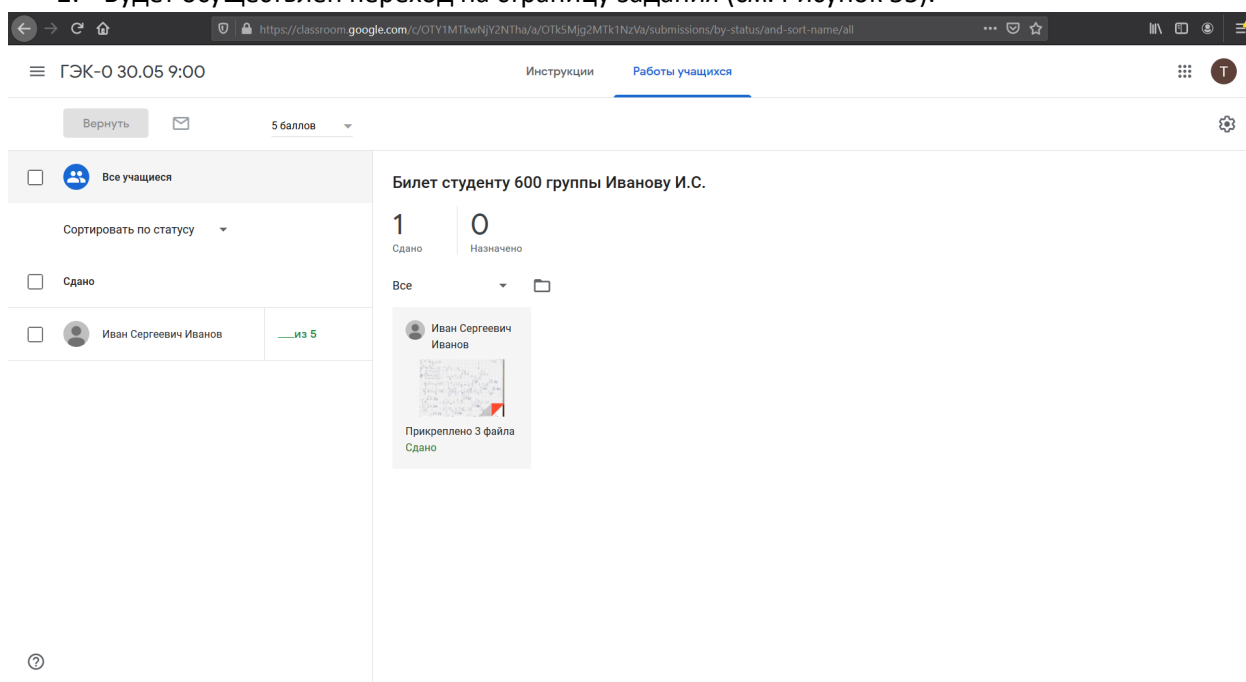 2. Будет осуществлен переход на страницу задания (см. Рисунок 35).
https://classroom.google.com/c/OTY1MTkwNjY2NTha/a/OTk5Mjg2MTk1NzVa/submissions/by-status/and-sort-name/all
ГЭК-0 30.05 9:00
Инструкции
Работы учащихся
T
Вернуть
5 баллов
Все учащиеся
Билет студенту 600 группы Иванову И.С.
Сортировать по статусу
1
0
Сдано
Назначено
Сдано
Все
Иван Сергеевич Иванов
__из 5
Иван Сергеевич
Иванов
Прикреплено 3 файла
Сдано